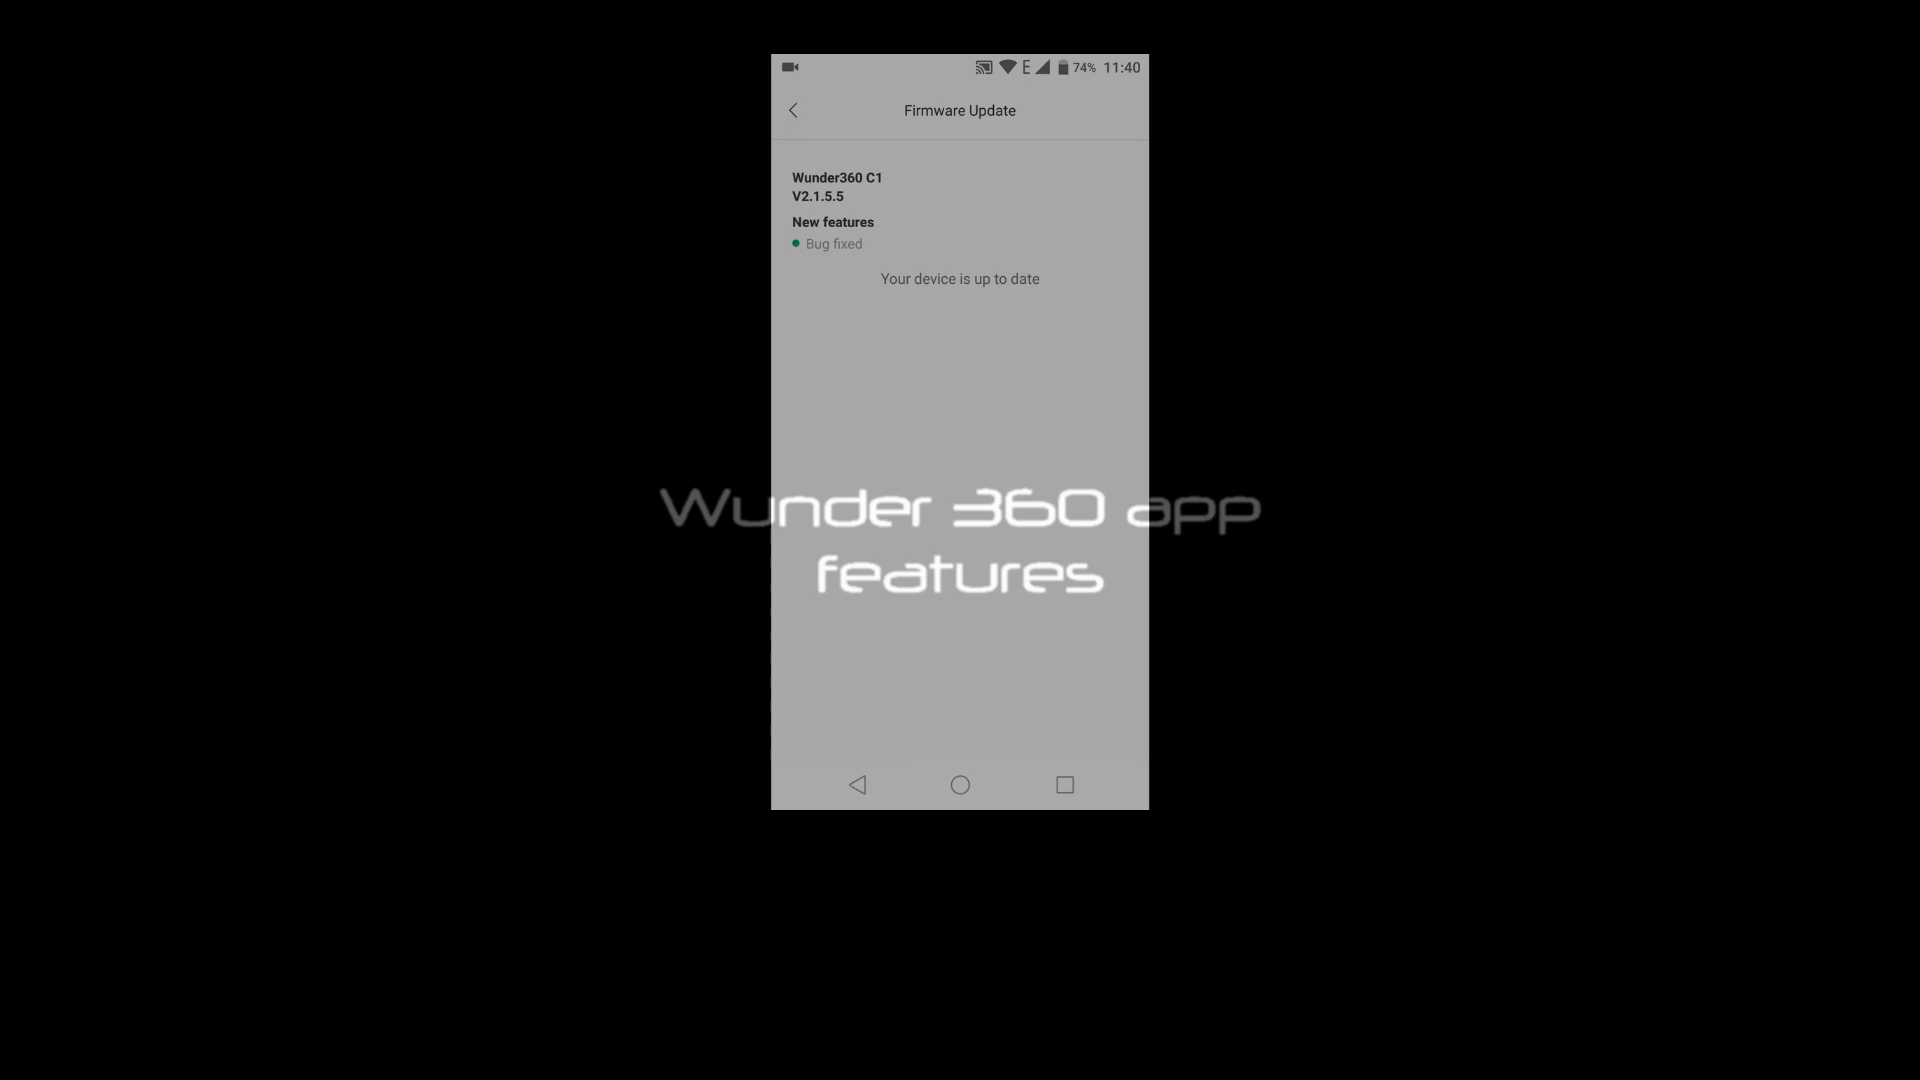 E 74% 11:40
Firmware Update
Wunder360 C1
V2.1.5.5
New features
Bug fixed
Your device is up to date
Wunder 360 app
features